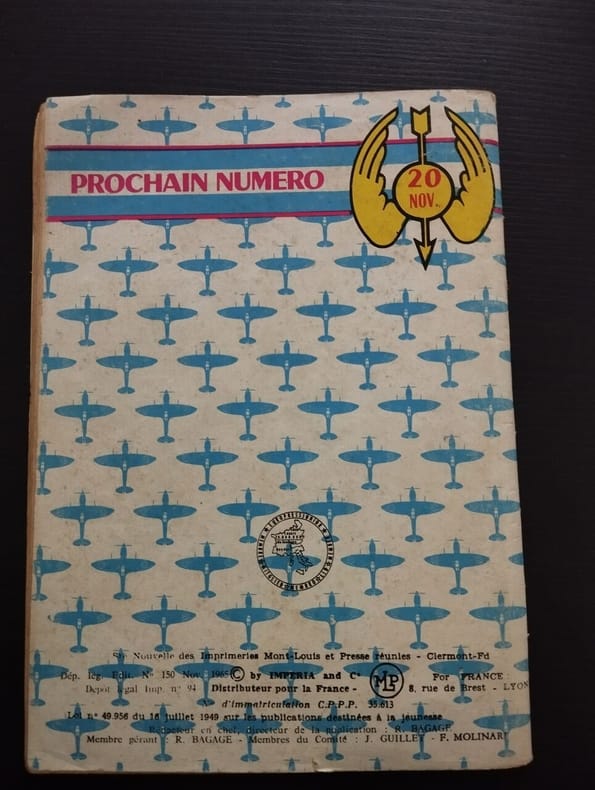 PROCHAIN NUMERO
20
NOV.
EUROPRESSJUNIOR
Sté Nouvelle des Imprimeries Mont-Louis et Presse réunies - Clermont-Fd
Dép. lég. Edit. N° 150 Nov. 1965 © by IMPERIA and C° MLP For FRANCE:
Dépôt légal Imp. n° 94 Distributeur pour la France - 8, rue de Brest - LYON
N° d'immatriculation C.P.P.P. 35.613
Loi n° 49.956 du 16 juillet 1949 sur les publications destinées à la jeunesse
Rédacteur en chef, directeur de la publication : R. BAGAGE
Membre gérant : R. BAGAGE - Membres du Comité : J. GUILLET - F. MOLINARI